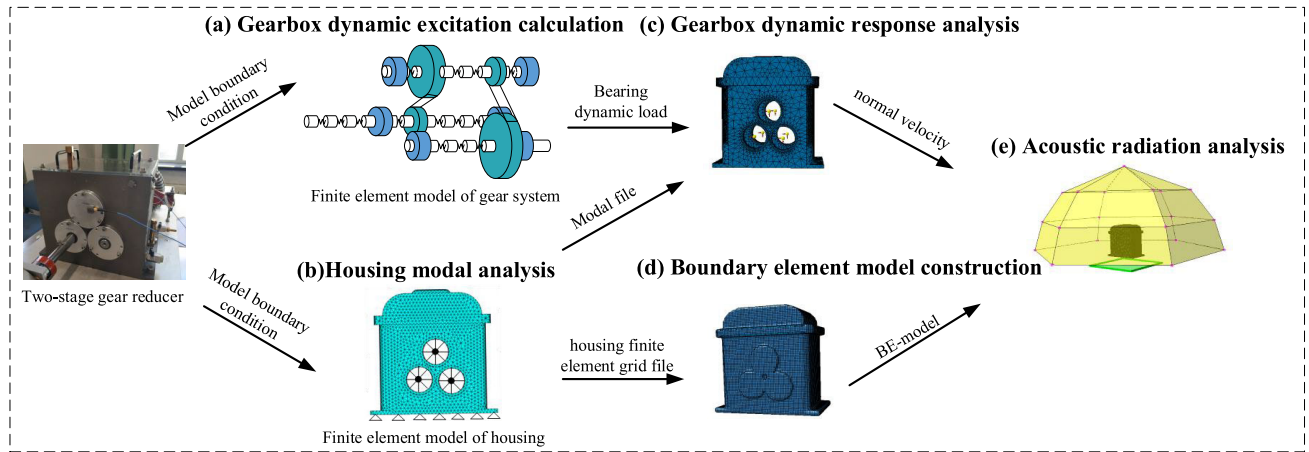 (a) Gearbox dynamic excitation calculation
(c) Gearbox dynamic response analysis
Model boundary
condition
Bearing
dynamic load
normal velocity
(e) Acoustic radiation analysis
Finite element model of gear system
Modal file
Two-stage gear reducer
Model boundary
condition
(b)Housing modal analysis
(d) Boundary element model construction
housing finite
element grid file
BE-model
Finite element model of housing